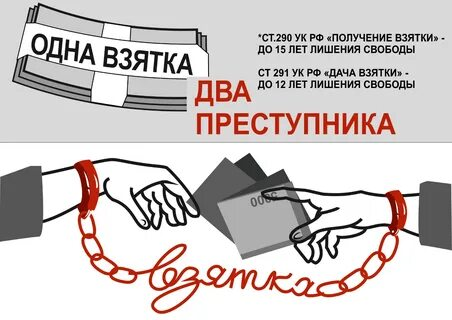 ОДНА ВЗЯТКА
*СТ.290 УК РФ «ПОЛУЧЕНИЕ ВЗЯТКИ» -
ДО 15 ЛЕТ ЛИШЕНИЯ СВОБОДЫ
СТ 291 УК РФ «ДАЧА ВЗЯТКИ» -
ДО 12 ЛЕТ ЛИШЕНИЯ СВОБОДЫ
ДВА
ПРЕСТУПНИКА
5000
взятка